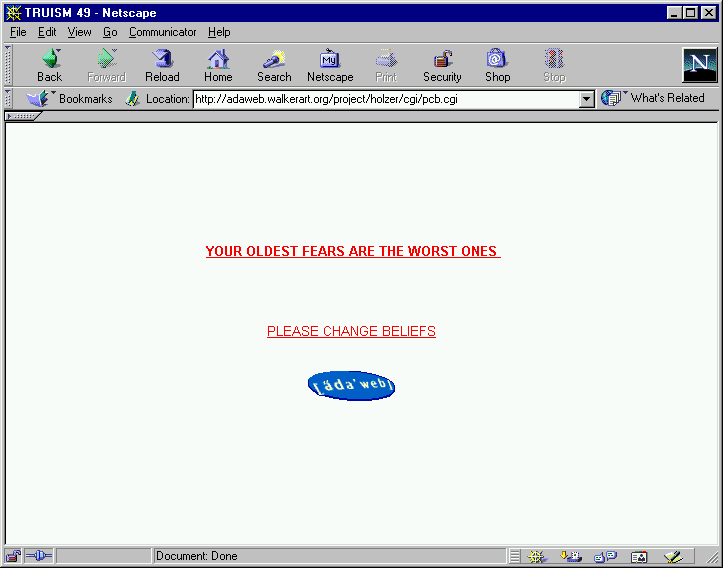 TRUISM 49 - Netscape
File Edit View Go Communicator Help
My
N
Back Forward Reload Home Search Netscape Print Security Shop Stop
Bookmarks Location: http://adaweb.walkerart.org/project/holzer/cgi/pcb.cgi What's Related
YOUR OLDEST FEARS ARE THE WORST ONES
PLEASE CHANGE BELIEFS
[äda'web]
Document: Done